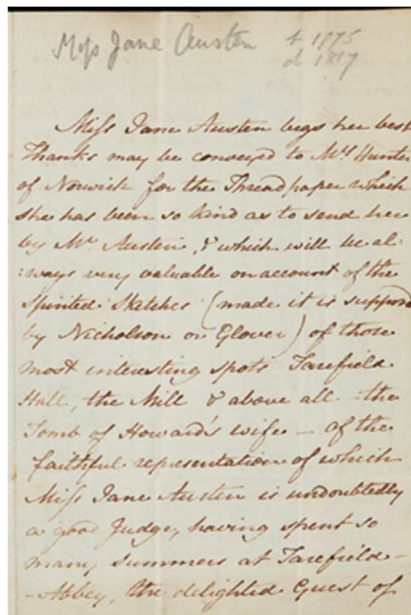 Miss Jane Austen b 1775
d 1817
Miss Jane Austen begs her best
Thanks may be conveyed to Mrs Hunter
of Norwich for the Threadpaper which
she has been so kind as to send her
by Mr Austen, & which will be al:
:ways very valuable on account of the
spirited Sketches (made it is supposed
by Nicholson or Glover) of those
most interesting spots Tarefield
Hall, the Mill & above all the
Tomb of Howard's wife — of the
faithful representation of which
Miss Jane Austen is undoubtedly
a good Judge, having spent so
many summers at Tarefield—
-Abbey, the delighted Guest of